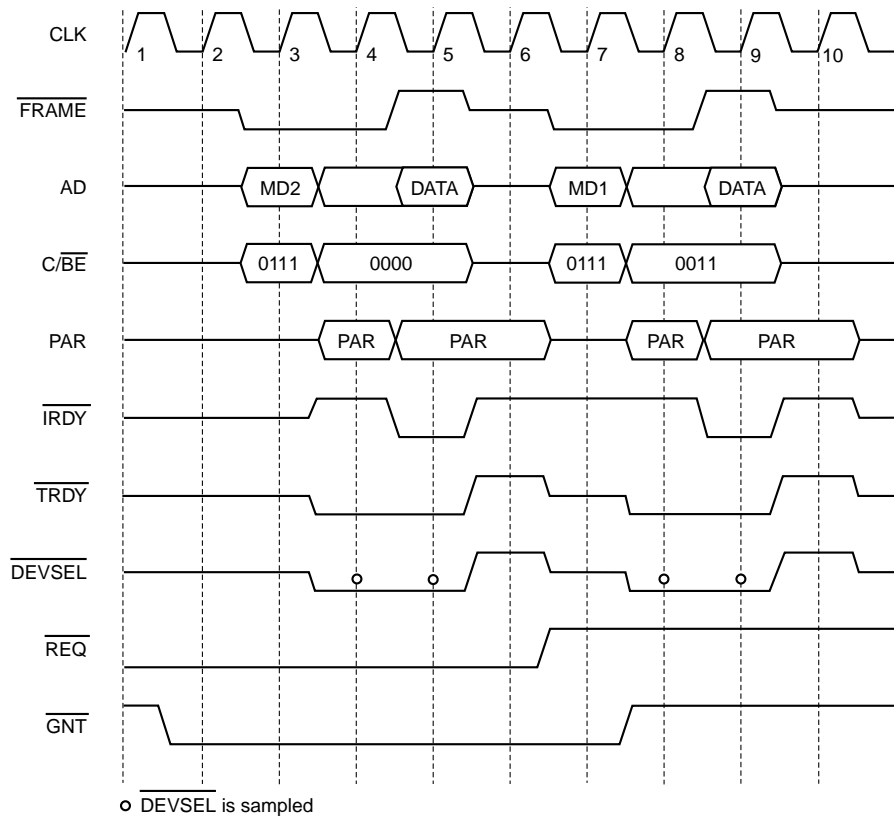 CLK
1 2 3 4 5 6 7 8 9 10
FRAME
AD
MD2 DATA MD1 DATA
C/BE
0111 0000 0111 0011
PAR
PAR PAR PAR PAR
IRDY
TRDY
DEVSEL
REQ
GNT
DEVSEL is sampled